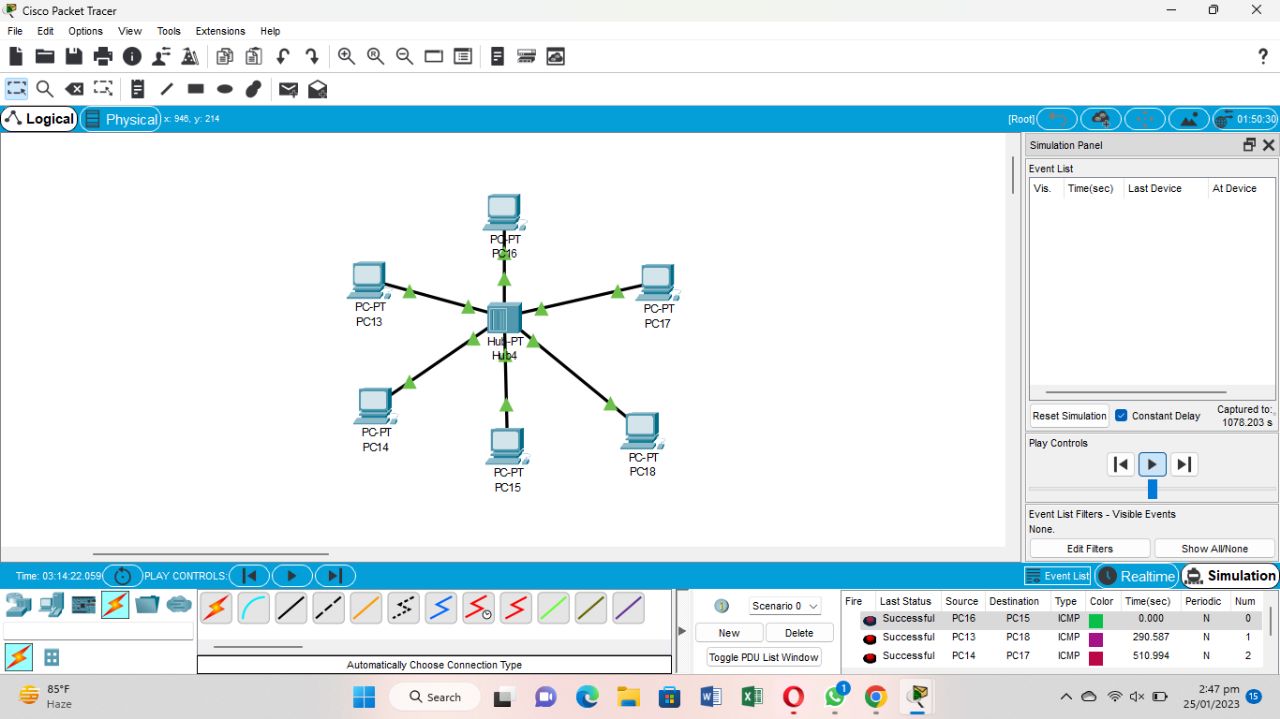 Cisco Packet Tracer
File Edit Options View Tools Extensions Help
Logical Physical x: 946, y: 214 [Root] 01:50:30
Simulation Panel
Event List
Vis. Time(sec) Last Device At Device
PC-PT
PC16
PC-PT
PC13
PC-PT
PC17
Hub-PT
Hub4
PC-PT
PC14
PC-PT
PC15
PC-PT
PC18
Reset Simulation Constant Delay Captured to:
1078.203 s
Play Controls
Event List Filters - Visible Events
None.
Edit Filters Show All/None
Time: 03:14:22.059 PLAY CONTROLS: Event List Realtime Simulation
Scenario 0
New Delete
Toggle PDU List Window
Fire Last Status Source Destination Type Color Time(sec) Periodic Num
Successful PC16 PC15 ICMP 0.000 N 0
Successful PC13 PC18 ICMP 290.587 N 1
Successful PC14 PC17 ICMP 510.994 N 2
Automatically Choose Connection Type
85°F
Haze
Search
1
2:47 pm
25/01/2023
15